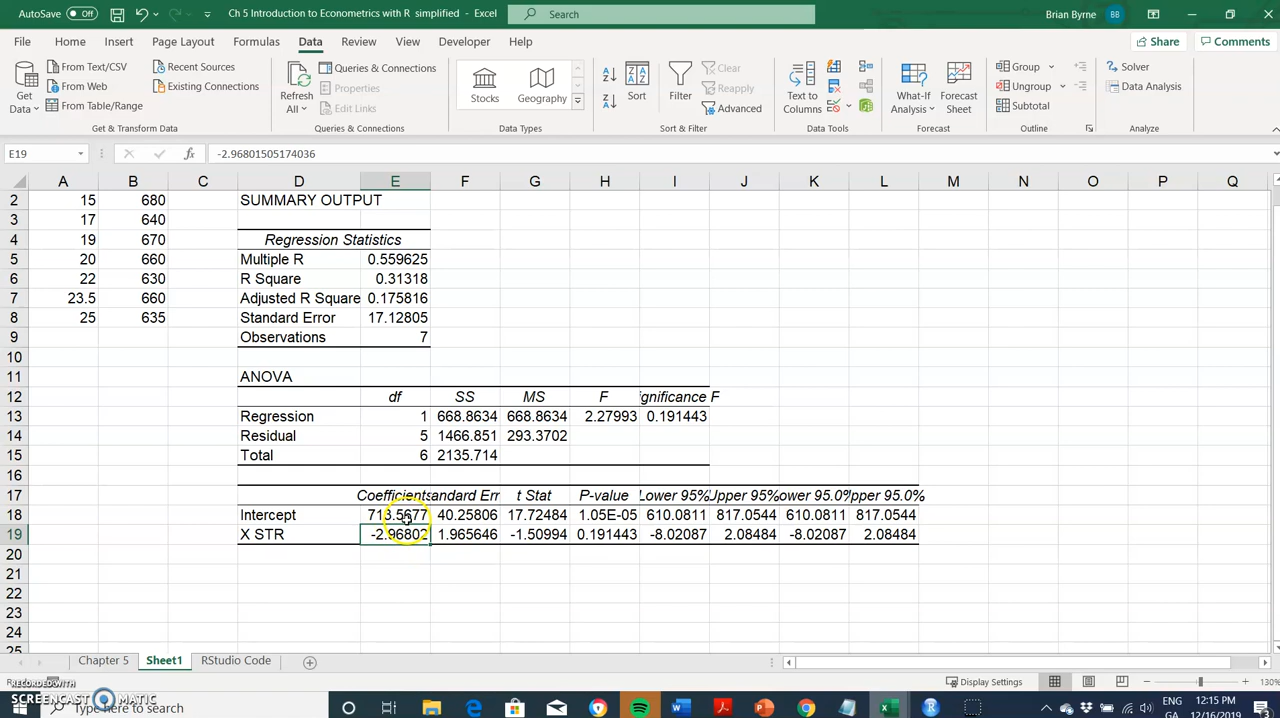 AutoSave Off Ch 5 Introduction to Econometrics with R simplified - Excel Search Brian Byrne BB
File Home Insert Page Layout Formulas Data Review View Developer Help Share Comments
Get Data
From Text/CSV
From Web
From Table/Range
Recent Sources
Existing Connections
Get & Transform Data
Refresh All
Queries & Connections
Properties
Edit Links
Queries & Connections
Stocks Geography
Data Types
Sort Filter
Clear
Reapply
Advanced
Sort & Filter
Text to Columns
Data Tools
What-If Analysis
Forecast Sheet
Forecast
Group
Ungroup
Subtotal
Outline
Solver
Data Analysis
Analyze
E19 fx -2.96801505174036
A B C D E F G H I J K L M N O P Q
2 15 680 SUMMARY OUTPUT
3 17 640
4 19 670 Regression Statistics
5 20 660 Multiple R 0.559625
6 22 630 R Square 0.31318
7 23.5 660 Adjusted R Square 0.175816
8 25 635 Standard Error 17.12805
9 Observations 7
10
11 ANOVA
12 df SS MS F ignificance F
13 Regression 1 668.8634 668.8634 2.27993 0.191443
14 Residual 5 1466.851 293.3702
15 Total 6 2135.714
16
17 Coefficients andard Err t Stat P-value Lower 95% Upper 95% ower 95.0% pper 95.0%
18 Intercept 713.5677 40.25806 17.72484 1.05E-05 610.0811 817.0544 610.0811 817.0544
19 X STR -2.96802 1.965646 -1.50994 0.191443 -8.02087 2.08484 -8.02087 2.08484
20
21
22
23
24
25
Chapter 5 Sheet1 RStudio Code
RECORDED WITH
SCREENCAST MATIC
Display Settings 130%
Type here to search
ENG
GA
12:15 PM
12/16/2019